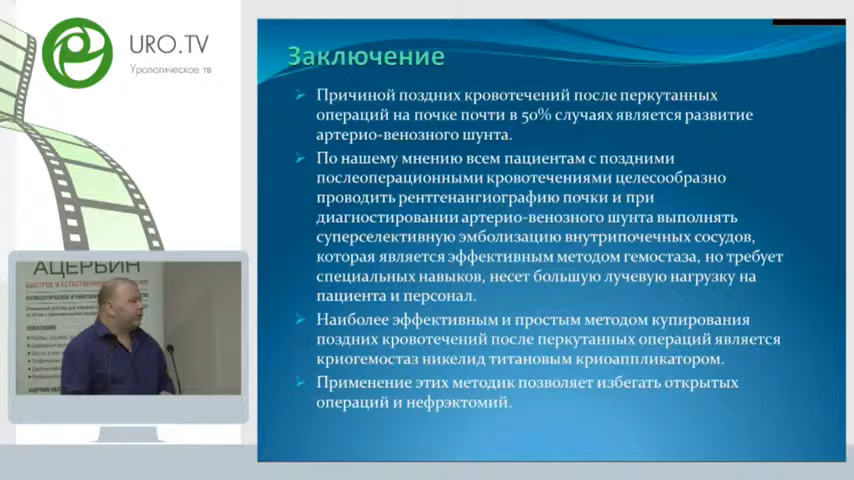 URO.TV
Урологическое тв
Заключение
Причиной поздних кровотечений после перкутанных
операций на почке почти в 50% случаях является развитие
артерио-венозного шунта.
По нашему мнению всем пациентам с поздними
послеоперационными кровотечениями целесообразно
проводить рентгенангиографию почки и при
диагностировании артерио-венозного шунта выполнять
суперселективную эмболизацию внутрипочечных сосудов,
которая является эффективным методом гемостаза, но требует
специальных навыков, несет большую лучевую нагрузку на
пациента и персонал.
Наиболее эффективным и простым методом купирования
поздних кровотечений после перкутанных операций является
криогемостаз никелид титановым криоаппликатором.
Применение этих методик позволяет избегать открытых
операций и нефрэктомий.
АЦЕРБИН
БЫСТРОЕ И ЕСТЕСТВЕННОЕ